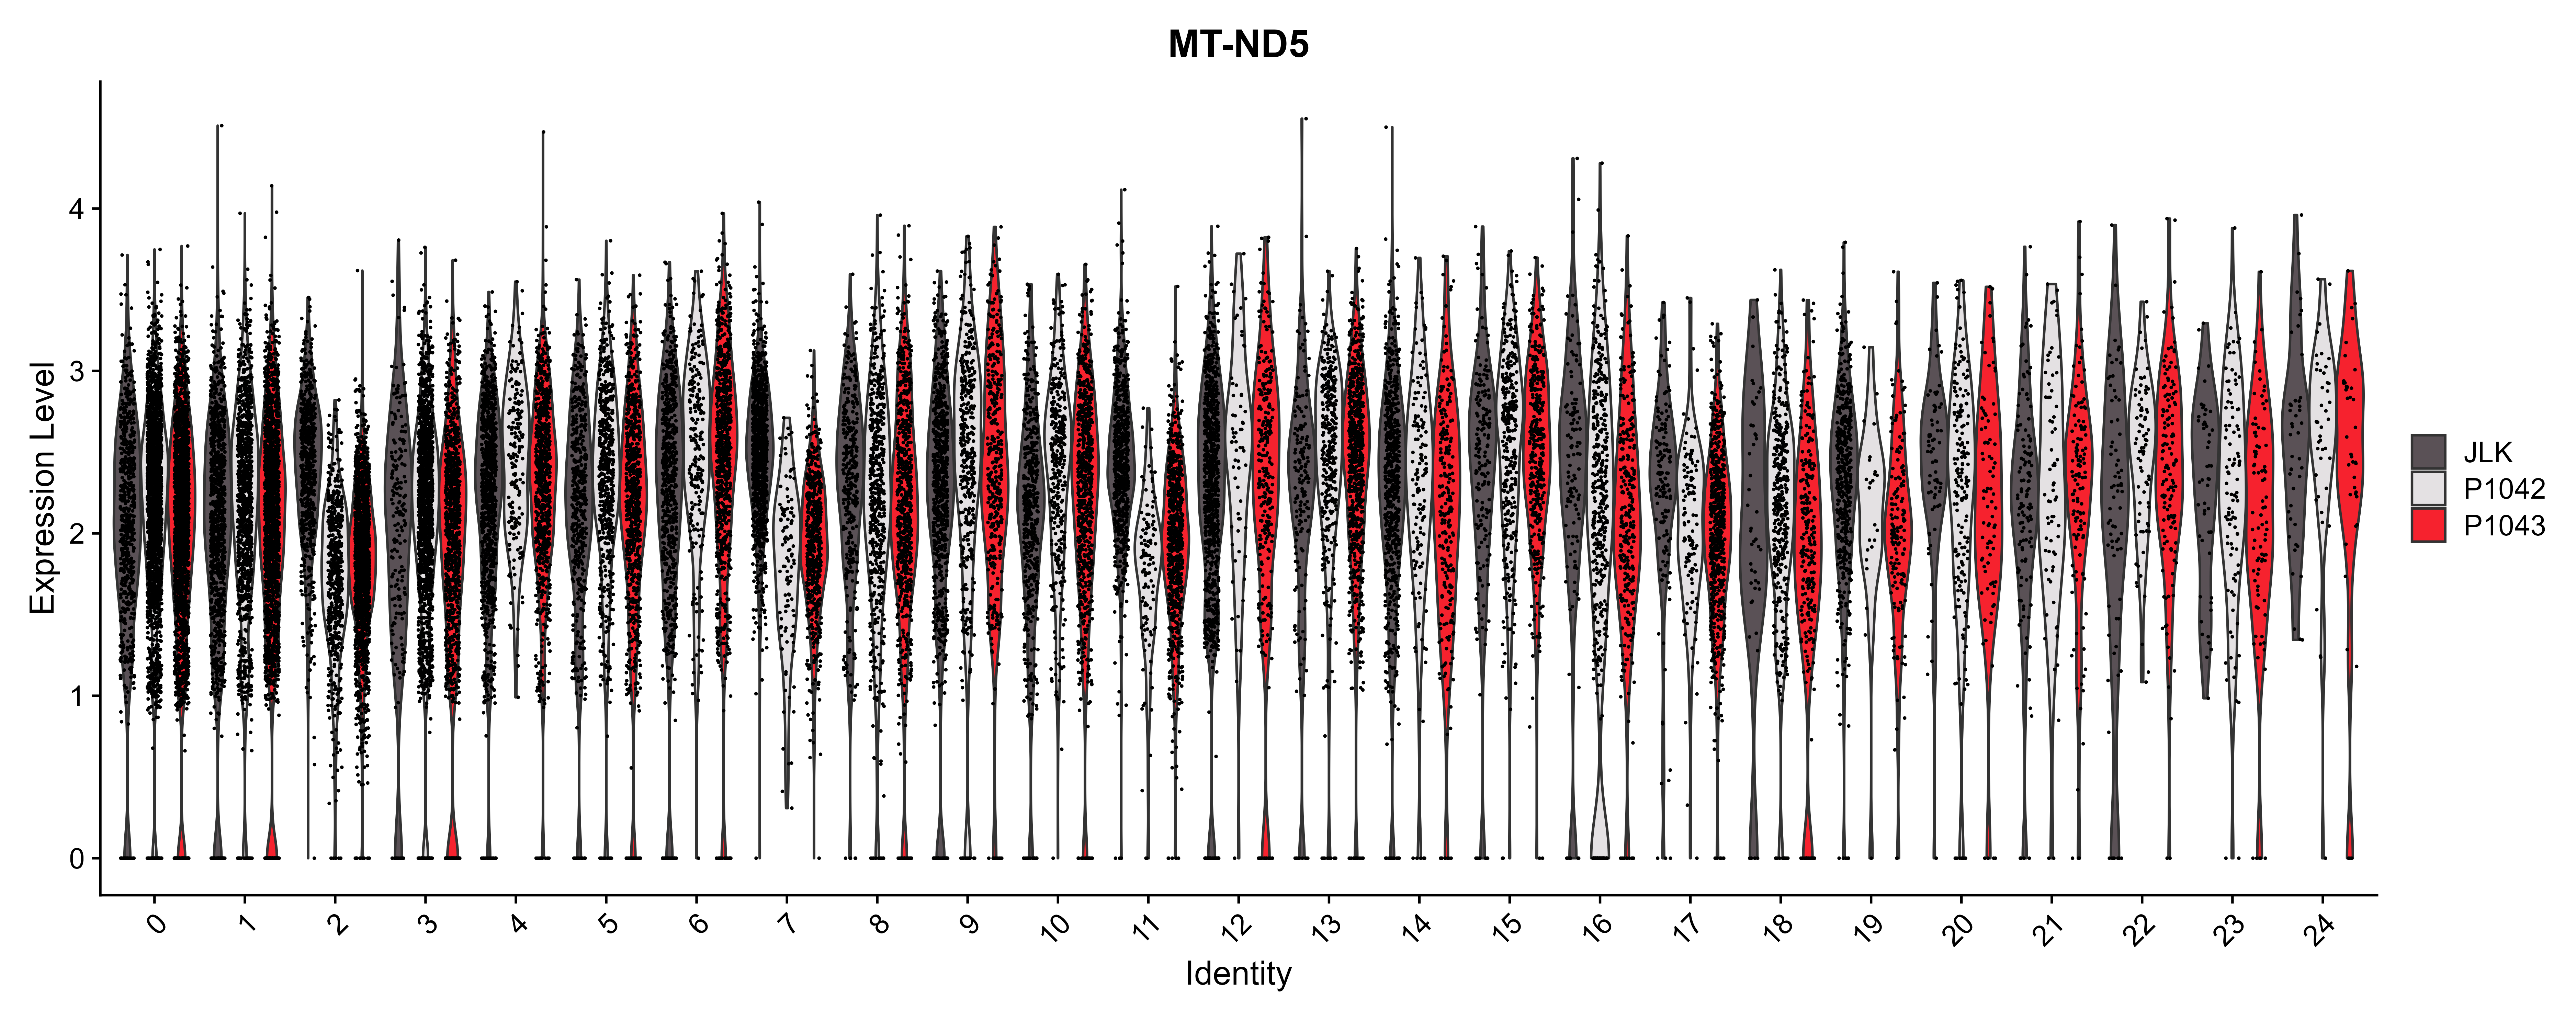 MT-ND5
Expression Level
4
3
2
1
0
0 1 2 3 4 5 6 7 8 9 10 11 12 13 14 15 16 17 18 19 20 21 22 23 24
Identity
JLK
P1042
P1043